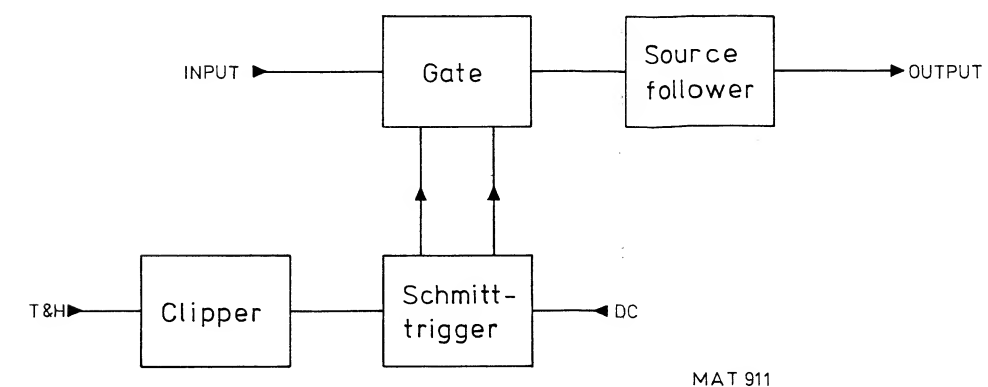 INPUT
Gate
Source
follower
OUTPUT
T&H
Clipper
Schmitt-
trigger
DC
MAT 911